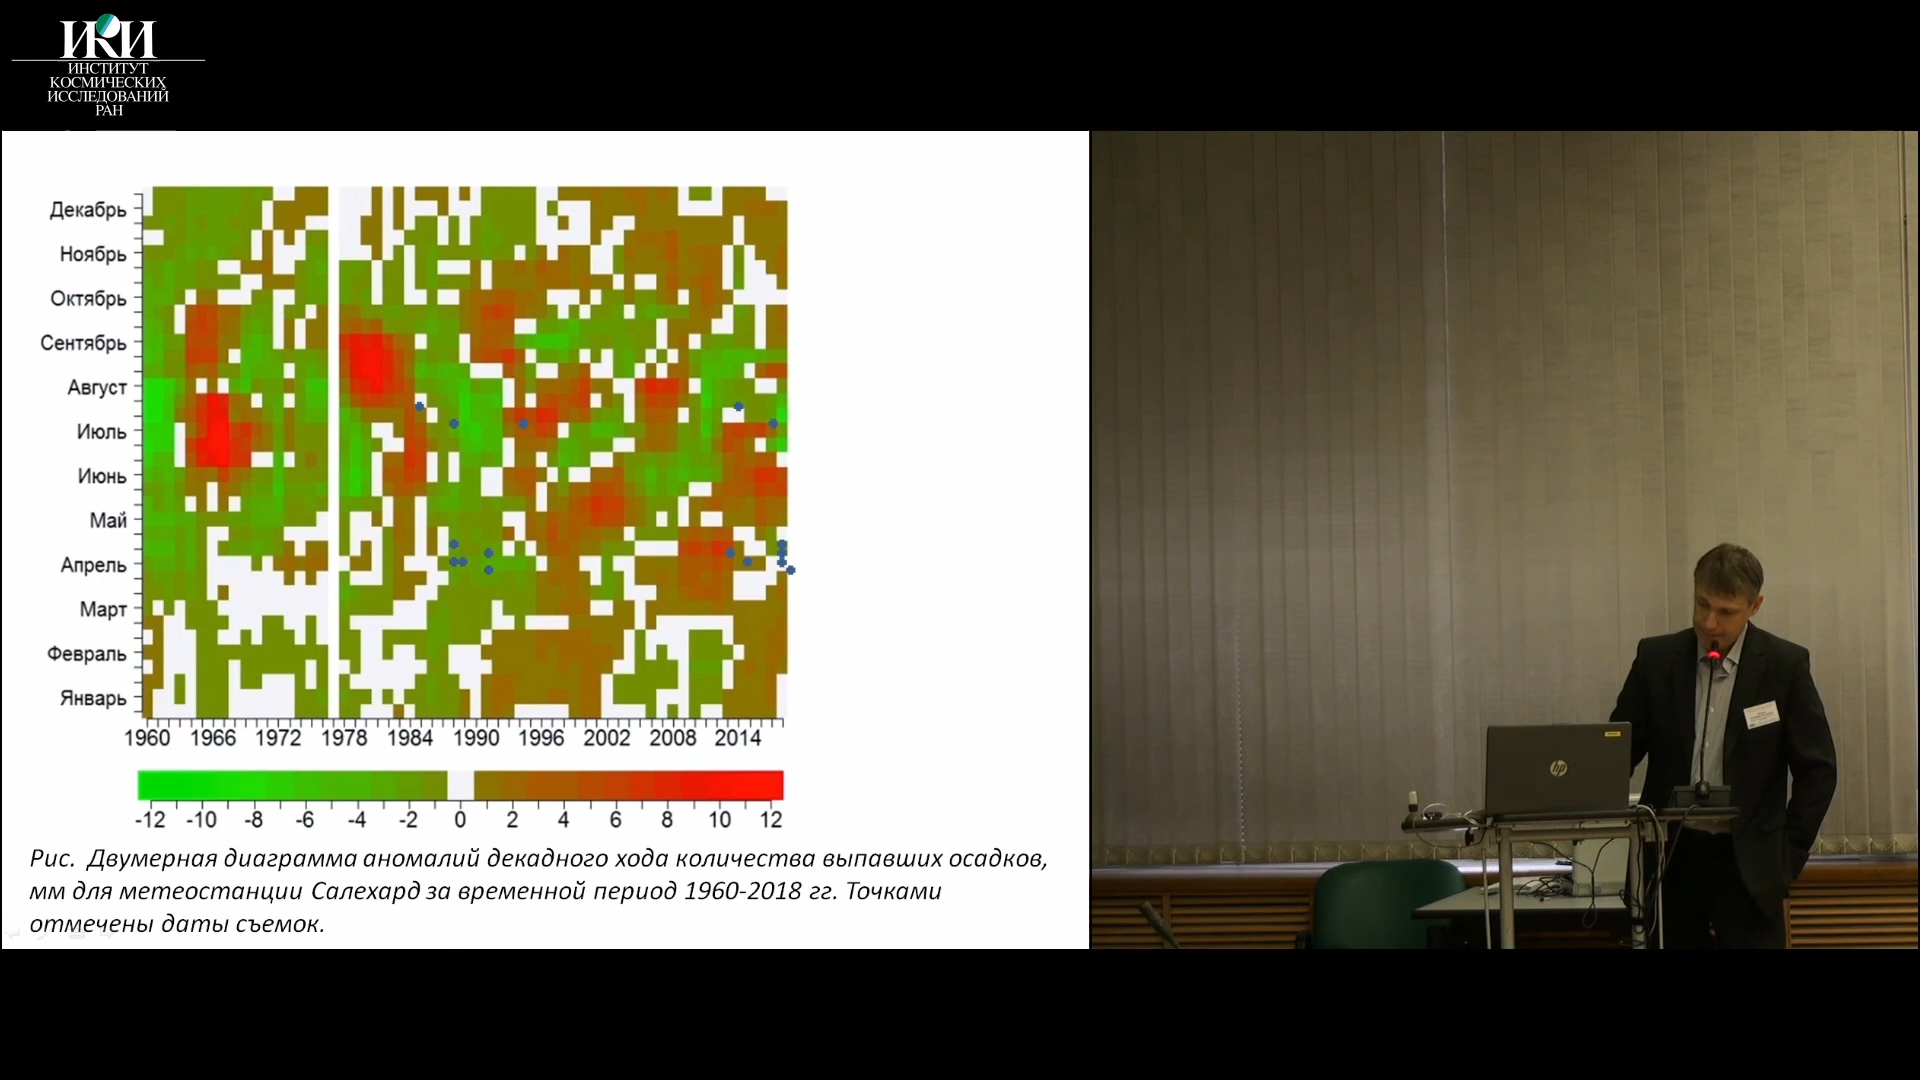 ИКИ
ИНСТИТУТ
КОСМИЧЕСКИХ
ИССЛЕДОВАНИЙ
РАН
Декабрь
Ноябрь
Октябрь
Сентябрь
Август
Июль
Июнь
Май
Апрель
Март
Февраль
Январь
1960 1966 1972 1978 1984 1990 1996 2002 2008 2014
-12 -10 -8 -6 -4 -2 0 2 4 6 8 10 12
Рис. Двумерная диаграмма аномалий декадного хода количества выпавших осадков,
мм для метеостанции Салехард за временной период 1960-2018 гг. Точками
отмечены даты съемок.
hp